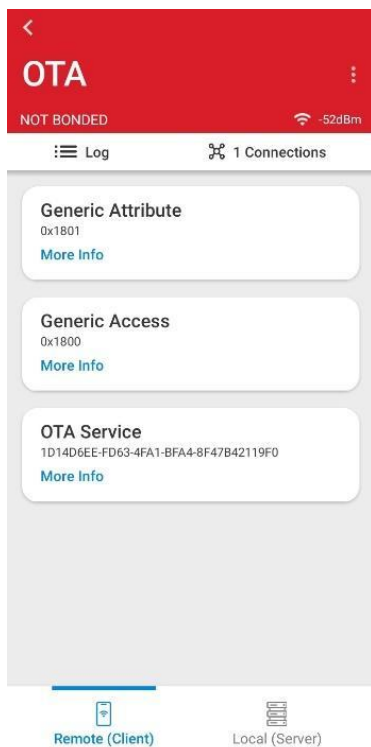 OTA
NOT BONDED
-52dBm
Log
1 Connections
Generic Attribute
0x1801
More Info
Generic Access
0x1800
More Info
OTA Service
1D14D6EE-FD63-4FA1-BFA4-8F47B42119F0
More Info
Remote (Client)
Local (Server)